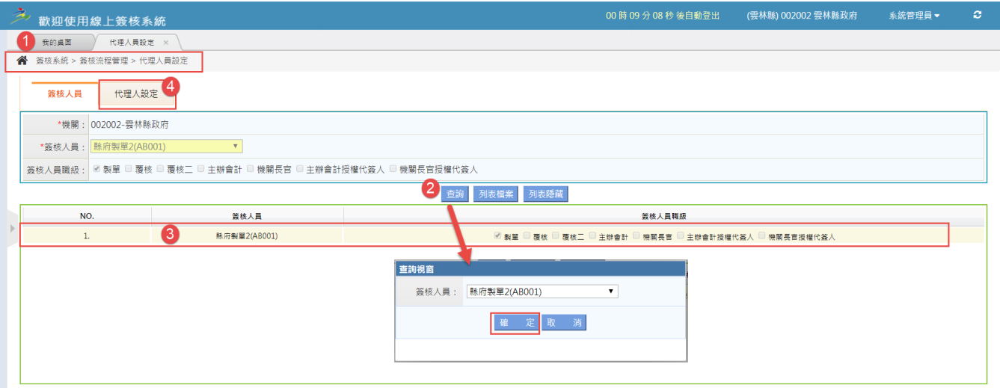 歡迎使用線上簽核系統 00 時 09 分 08 秒 後自動登出 (雲林縣) 002002 雲林縣政府 系統管理員
1 我的桌面 代理人員設定 ×
簽核系統 > 簽核流程管理 > 代理人員設定
簽核人員 代理人設定 4
*機關： 002002-雲林縣政府
*簽核人員： 縣府製單2(AB001)
簽核人員職級： 製單 覆核 覆核二 主辦會計 機關長官 主辦會計授權代簽人 機關長官授權代簽人
2 查詢 列表檔案 列表隱藏
NO. 簽核人員 簽核人員職級
1. 3 縣府製單2(AB001) 製單 覆核 覆核二 主辦會計 機關長官 主辦會計授權代簽人 機關長官授權代簽人
查詢視窗
簽核人員： 縣府製單2(AB001)
確 定 取 消